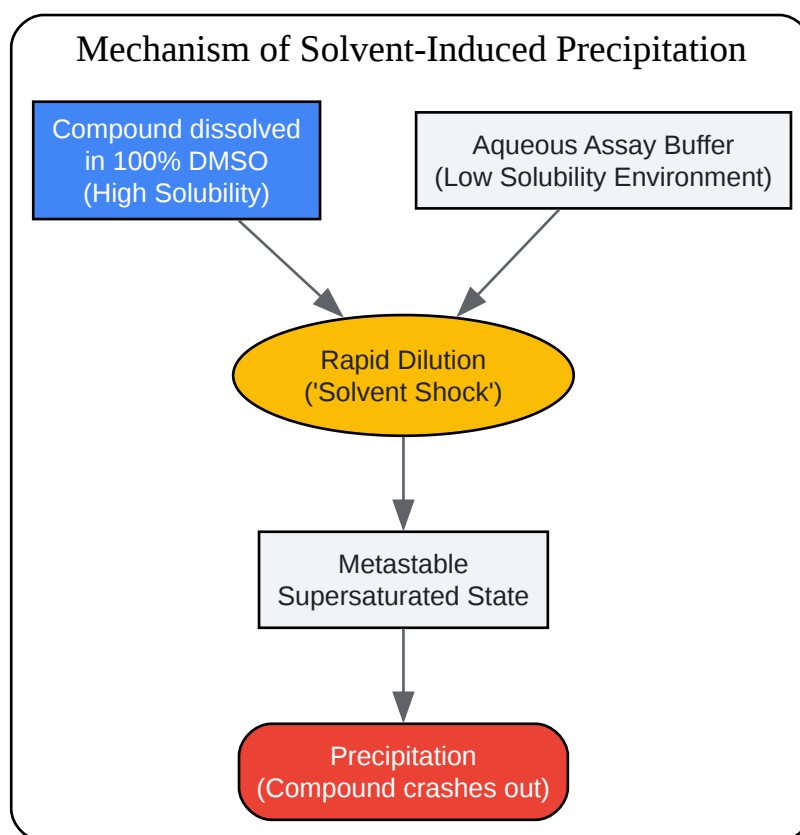 Mechanism of Solvent-Induced Precipitation
Compound dissolved
in 100% DMSO
(High Solubility)
Aqueous Assay Buffer
(Low Solubility Environment)
Rapid Dilution
('Solvent Shock')
Metastable
Supersaturated State
Precipitation
(Compound crashes out)